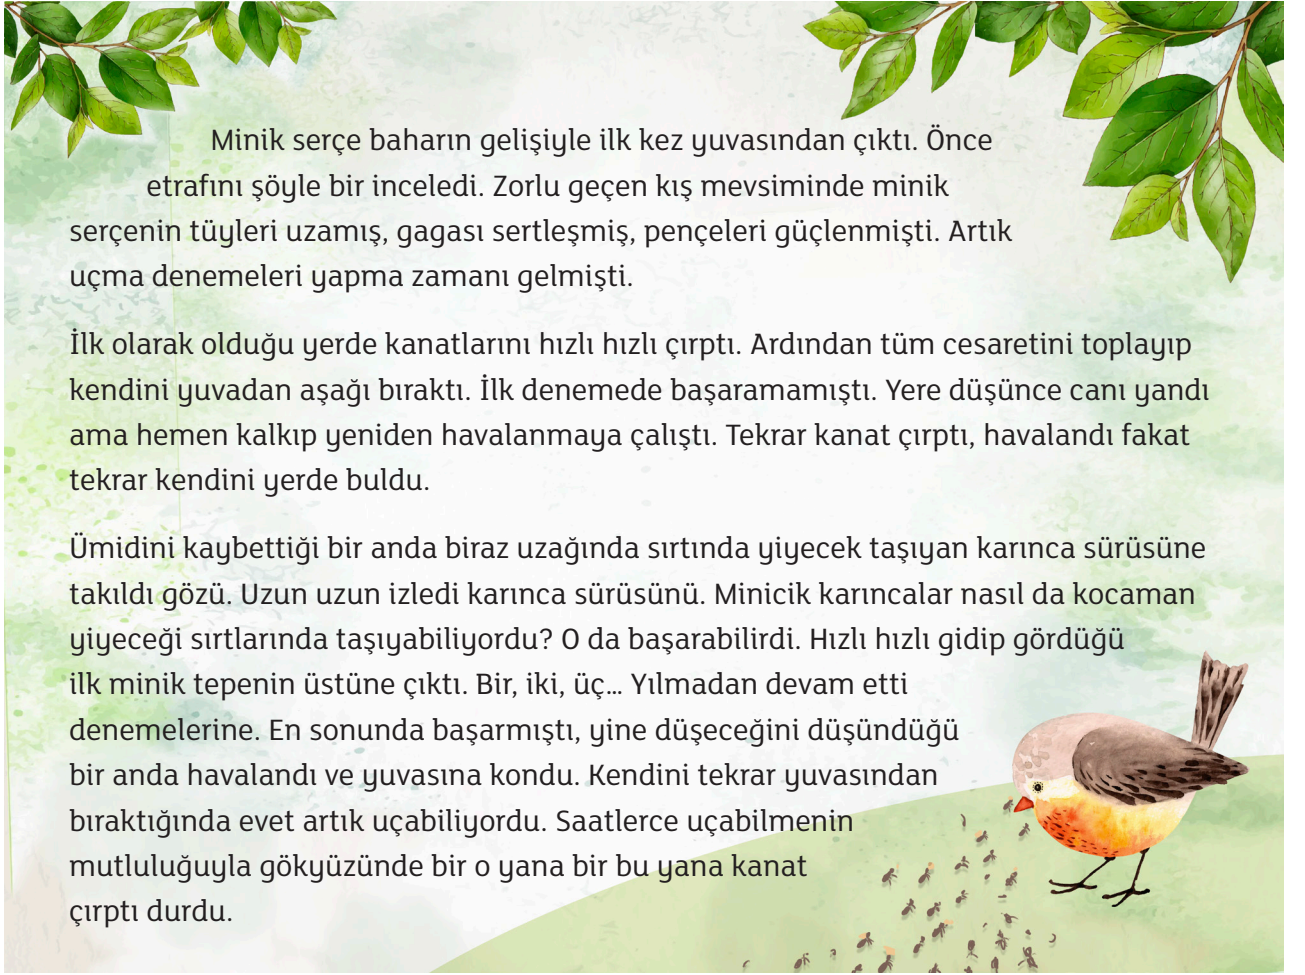 Minik serçe baharın gelişiyle ilk kez yuvasından çıktı. Önce
etrafını şöyle bir inceledi. Zorlu geçen kış mevsiminde minik
serçenin tüyleri uzamış, gagası sertleşmiş, pençeleri güçlenmişti. Artık
uçma denemeleri yapma zamanı gelmişti.
İlk olarak olduğu yerde kanatlarını hızlı hızlı çırptı. Ardından tüm cesaretini toplayıp
kendini yuvadan aşağı bıraktı. İlk denemede başaramamıştı. Yere düşünce canı yandı
ama hemen kalkıp yeniden havalanmaya çalıştı. Tekrar kanat çırptı, havalandı fakat
tekrar kendini yerde buldu.
Ümidini kaybettiği bir anda biraz uzağında sırtında yiyecek taşıyan karınca sürüsüne
takıldı gözü. Uzun uzun izledi karınca sürüsünü. Minicik karıncalar nasıl da kocaman
yiyeceği sırtlarında taşıyabiliyordu? O da başarabilirdi. Hızlı hızlı gidip gördüğü
ilk minik tepenin üstüne çıktı. Bir, iki, üç... Yılmadan devam etti
denemelerine. En sonunda başarmıştı, yine düşeceğini düşündüğü
bir anda havalandı ve yuvasına kondu. Kendini tekrar yuvasından
bıraktığında evet artık uçabiliyordu. Saatlerce uçabilmenin
mutluluğuyla gökyüzünde bir o yana bir bu yana kanat
çırptı durdu.